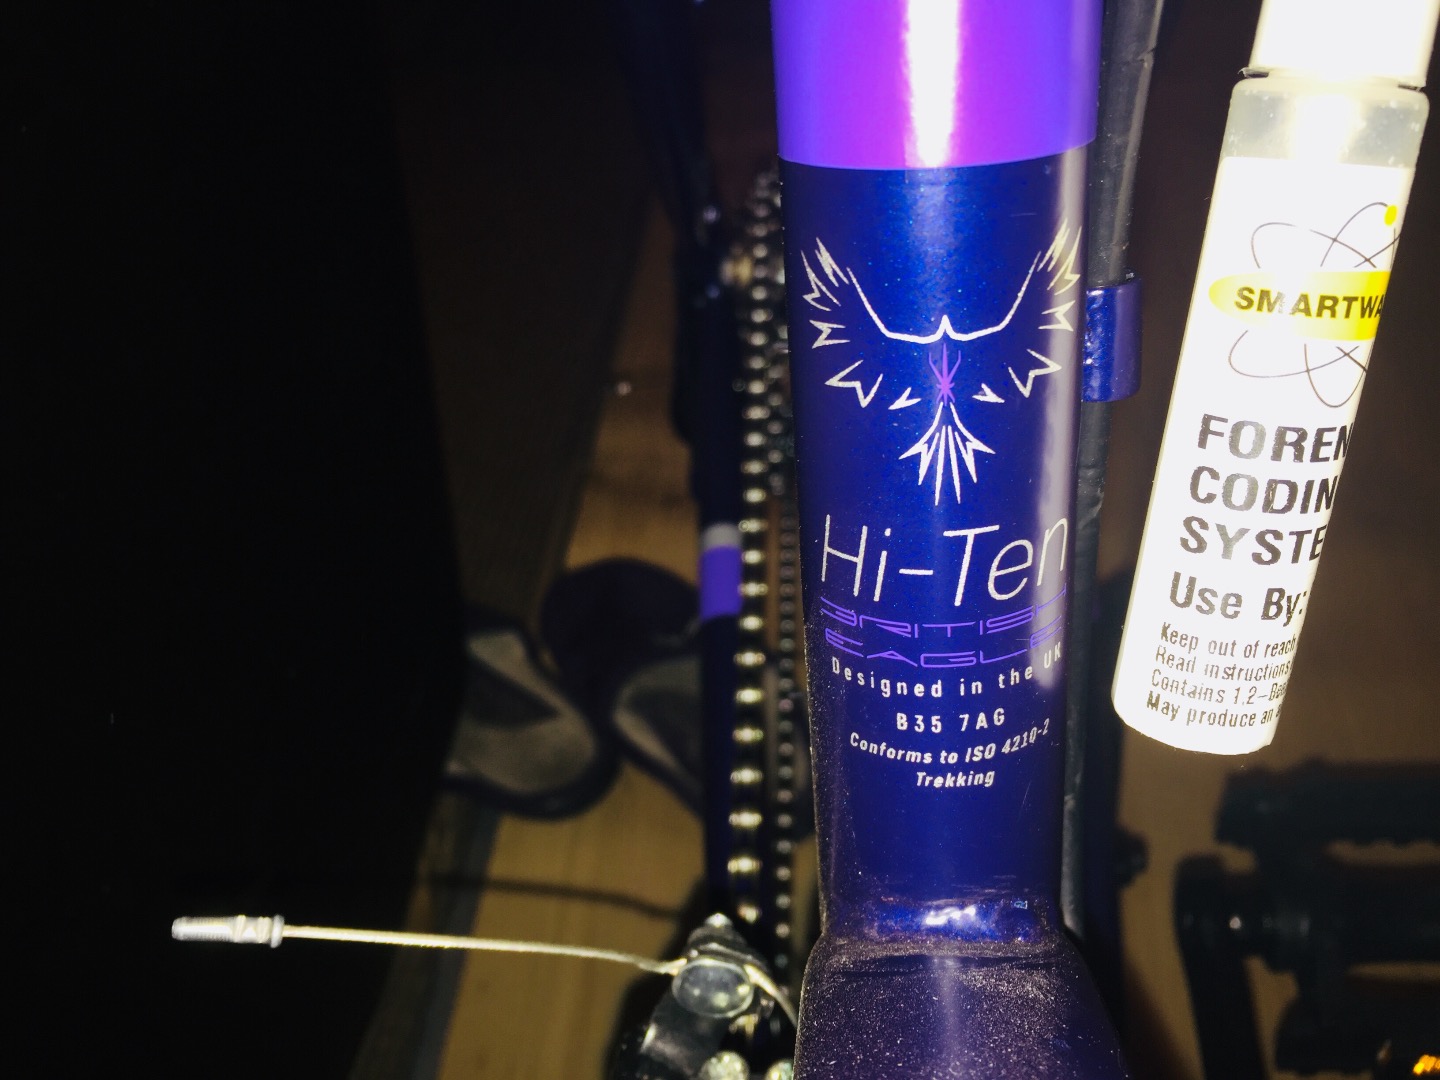 Hi-Ten
BRITISH
EAGLE
Designed in the UK
B35 7AG
Conforms to ISO 4210-2
Trekking
SMARTWA
FOREN
CODIN
SYSTE
Use By:
Keep out of reach
Read instructions
Contains 1,2-
May produce an